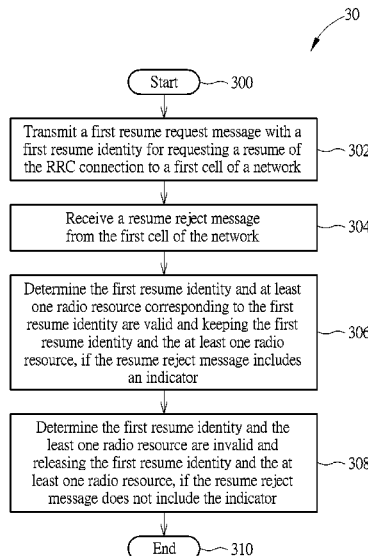 30
Start
300
Transmit a first resume request message with a
first resume identity for requesting a resume of
the RRC connection to a first cell of a network
302
Receive a resume reject message
from the first cell of the network
304
Determine the first resume identity and at least
one radio resource corresponding to the first
resume identity are valid and keeping the first
resume identity and the at least one radio
resource, if the resume reject message includes
an indicator
306
Determine the first resume identity and the
least one radio resource are invalid and
releasing the first resume identity and the at
least one radio resource, if the resume reject
message does not include the indicator
308
End
310